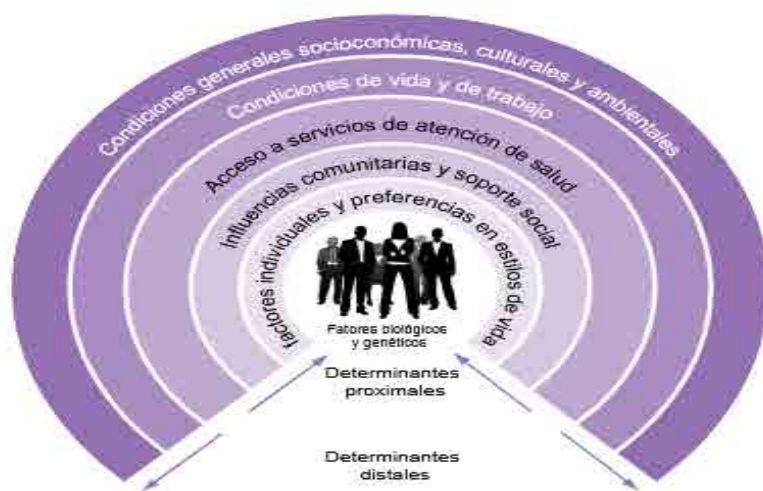 Condiciones generales socioconómicas, culturales y ambientales
Condiciones de vida y de trabajo
Acceso a servicios de atención de salud
Influencias comunitarias y soporte social
factores individuales y preferencias en estilos de vida
Fatores biológicos
y genéticos
Determinantes
proximales
Determinantes
distales